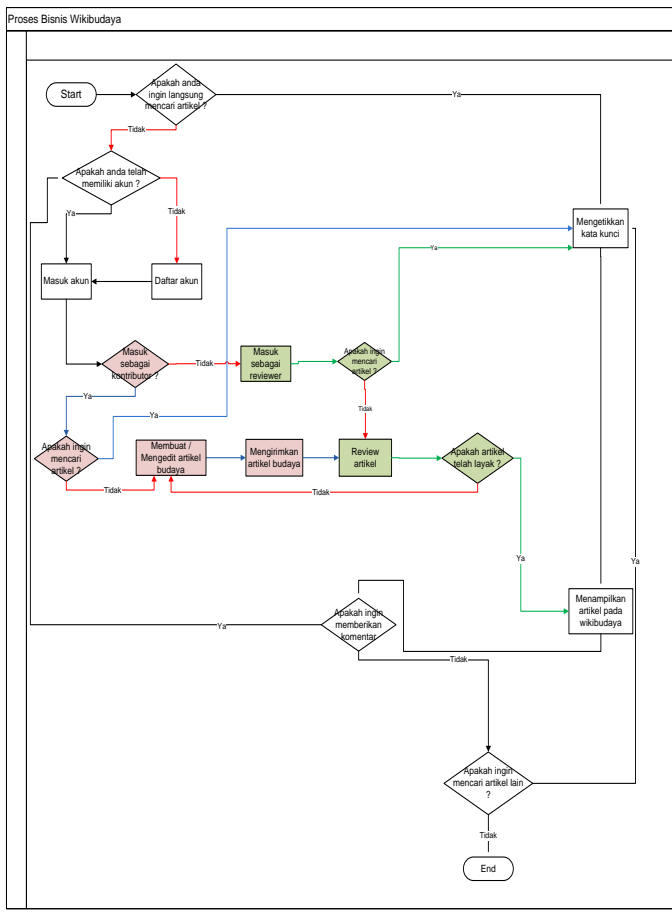 Proses Bisnis Wikibudaya
Start
Apakah anda
ingin langsung
mencari artikel ?
Ya
Tidak
Apakah anda telah
memiliki akun ?
Ya
Tidak
Mengetikkan
kata kunci
Ya
Masuk akun
Daftar akun
Masuk
sebagai
kontributor ?
Tidak
Masuk
sebagai
reviewer
Apakah ingin
mencari
artikel ?
Ya
Ya
Tidak
Apakah ingin
mencari
artikel ?
Membuat /
Mengedit artikel
budaya
Mengirimkan
artikel budaya
Review
artikel
Apakah artikel
telah layak ?
Tidak
Tidak
Ya
Ya
Menampilkan
artikel pada
wikibudaya
Apakah ingin
memberikan
komentar
Ya
Tidak
Apakah ingin
mencari artikel lain
?
Tidak
End